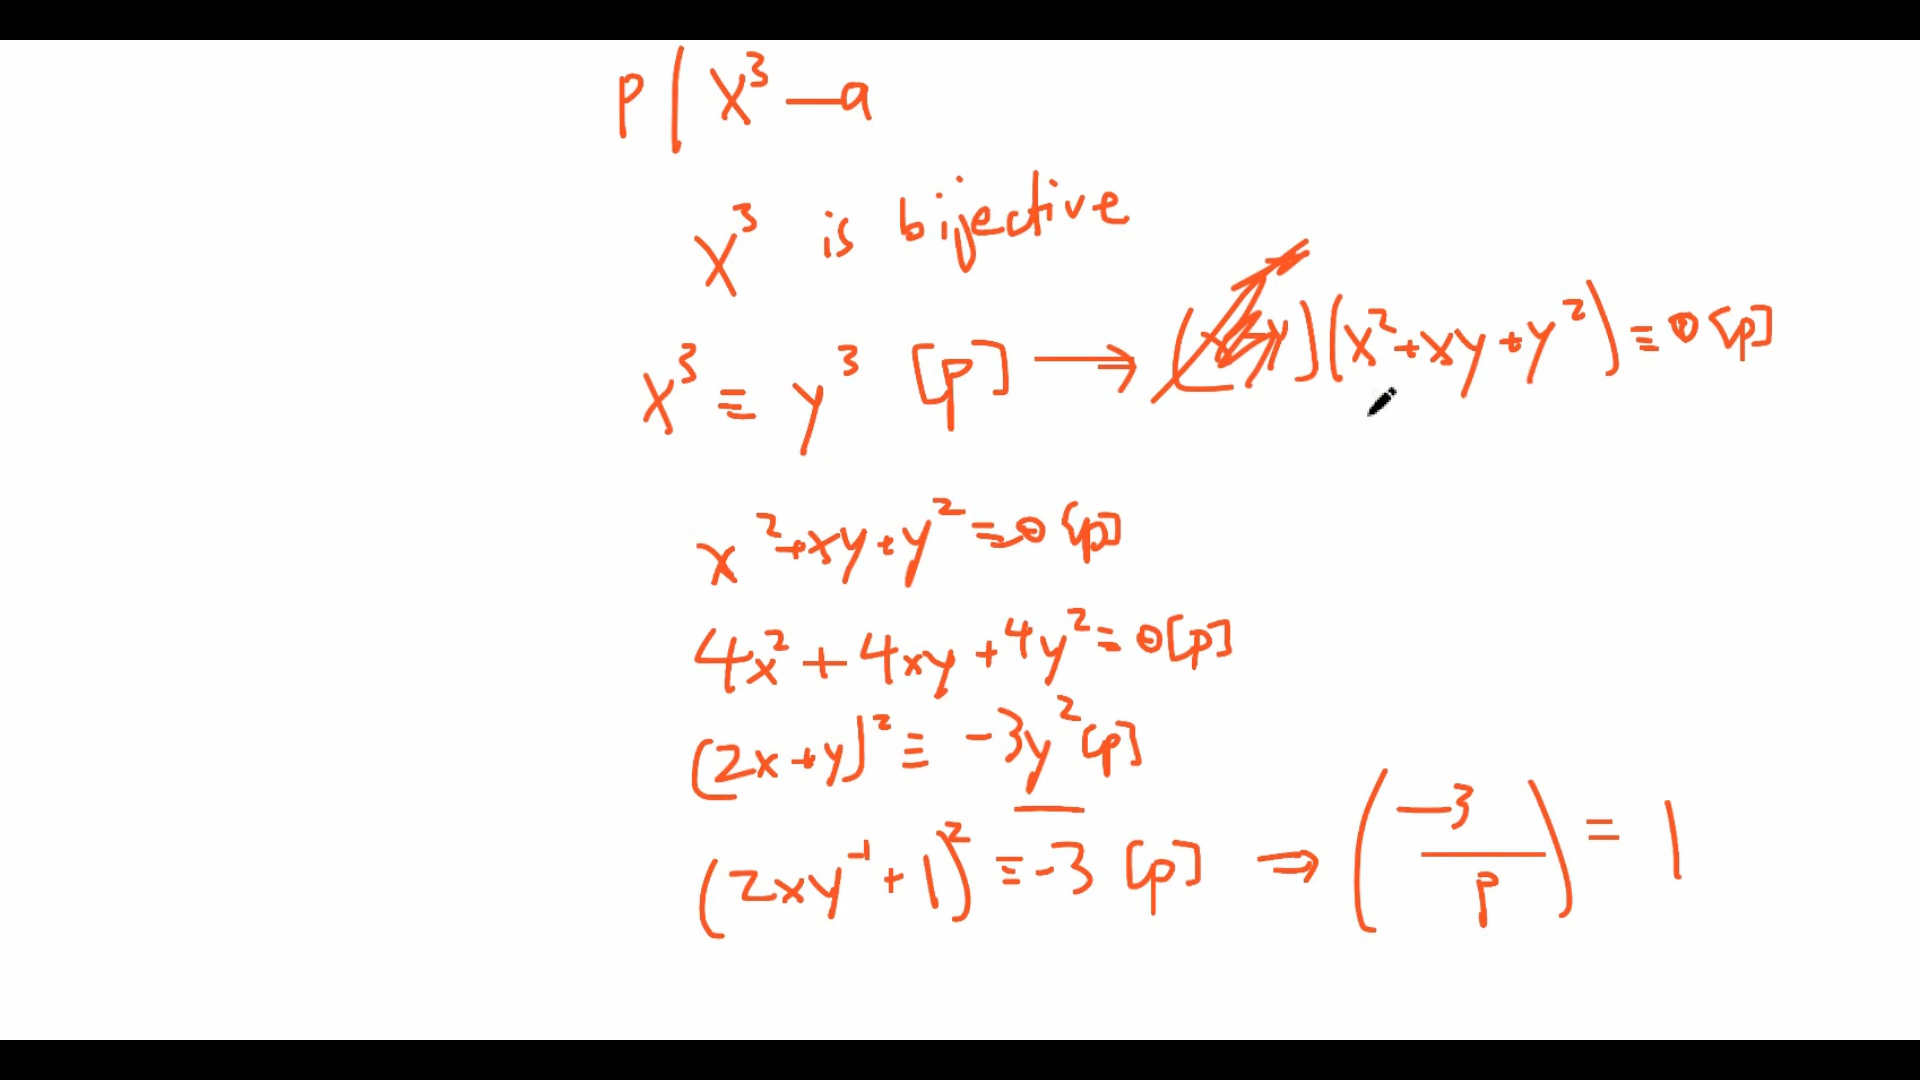 p | x³ - a
x³ is bijective
x³ ≡ y³ [p] ⟶ (x - y)(x² + xy + y²) ≡ 0 [p]
x² + xy + y² ≡ 0 [p]
4x² + 4xy + 4y² ≡ 0 [p]
(2x + y)² ≡ -3y² [p]
(2xy⁻¹ + 1)² ≡ -3 [p] ⇒ (-3/p) = 1